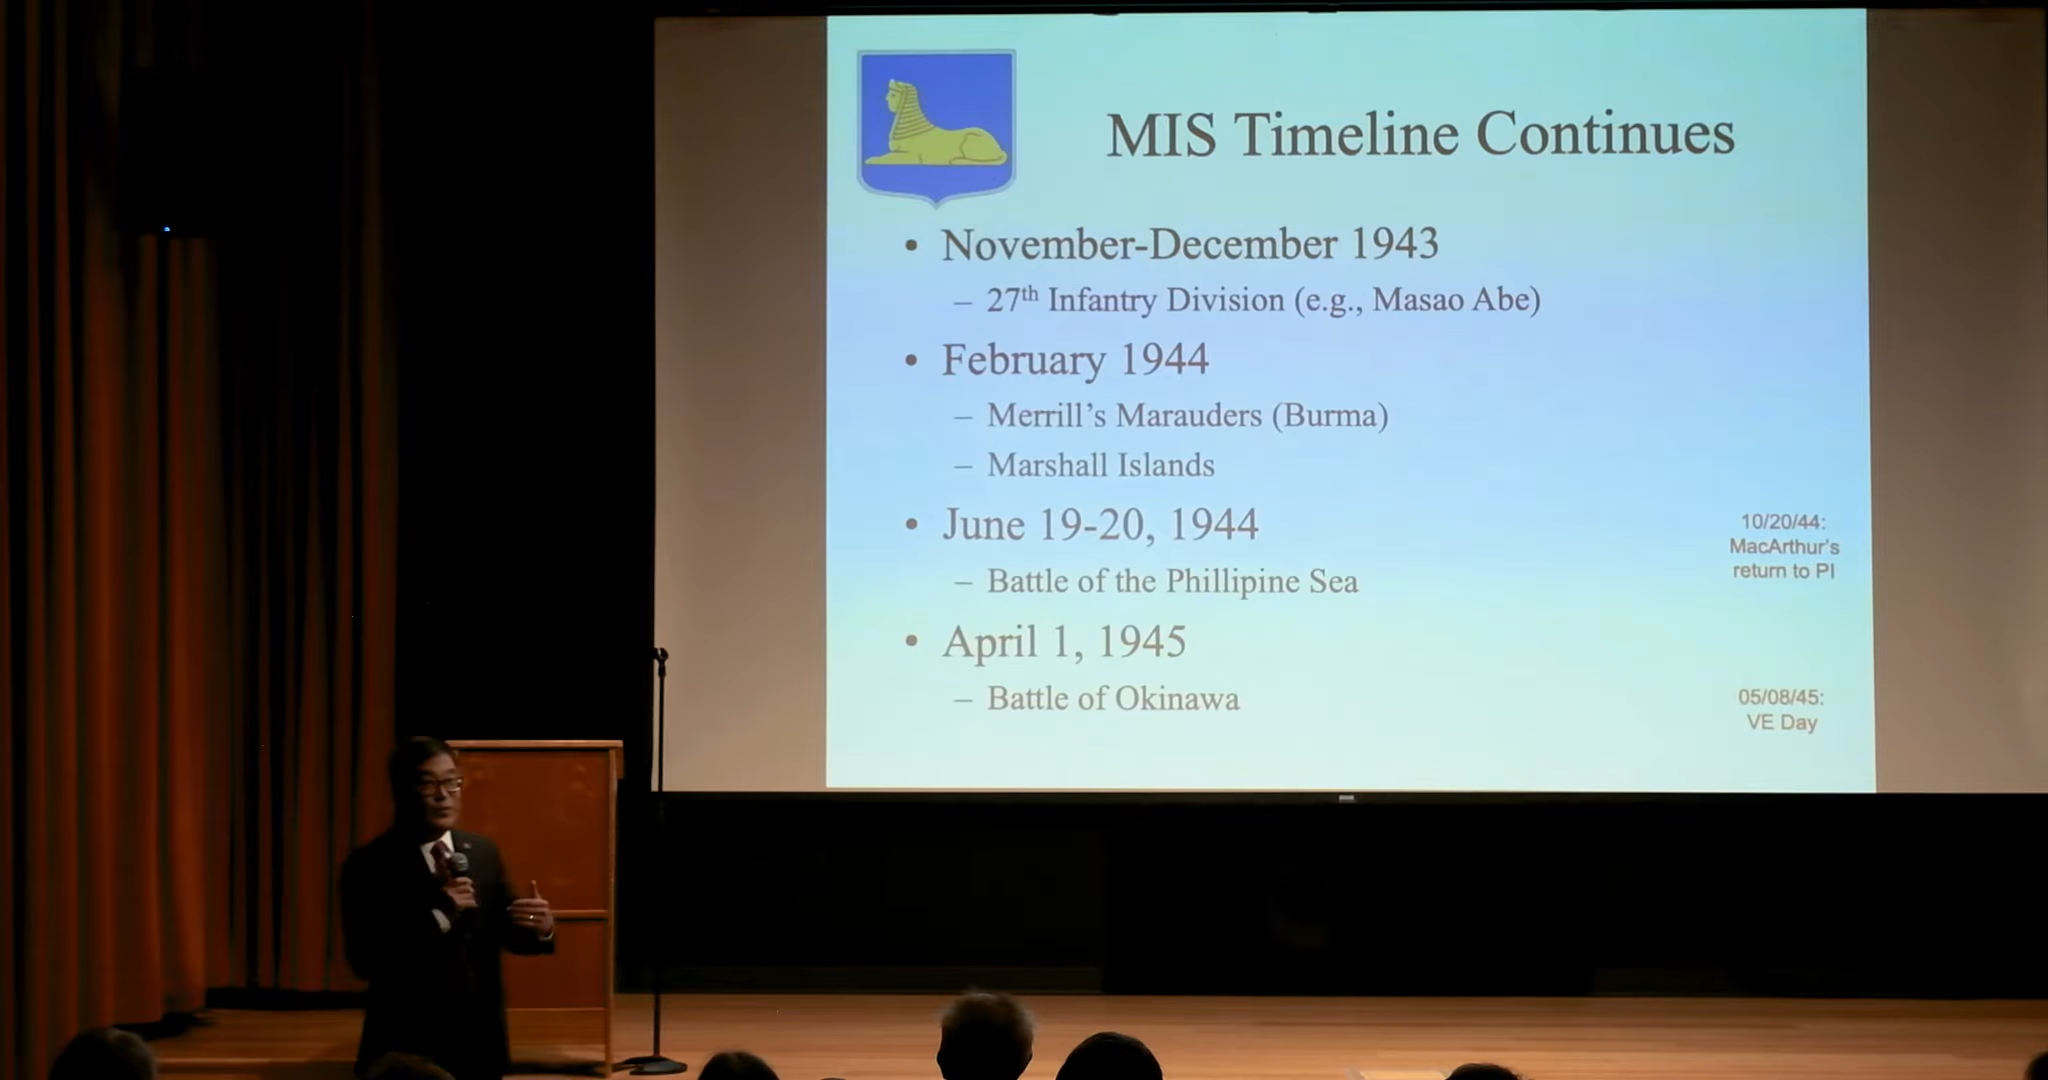 MIS Timeline Continues
• November-December 1943
– 27th Infantry Division (e.g., Masao Abe)
• February 1944
– Merrill's Marauders (Burma)
– Marshall Islands
• June 19-20, 1944
– Battle of the Phillipine Sea
• April 1, 1945
– Battle of Okinawa
10/20/44:
MacArthur's
return to PI
05/08/45:
VE Day